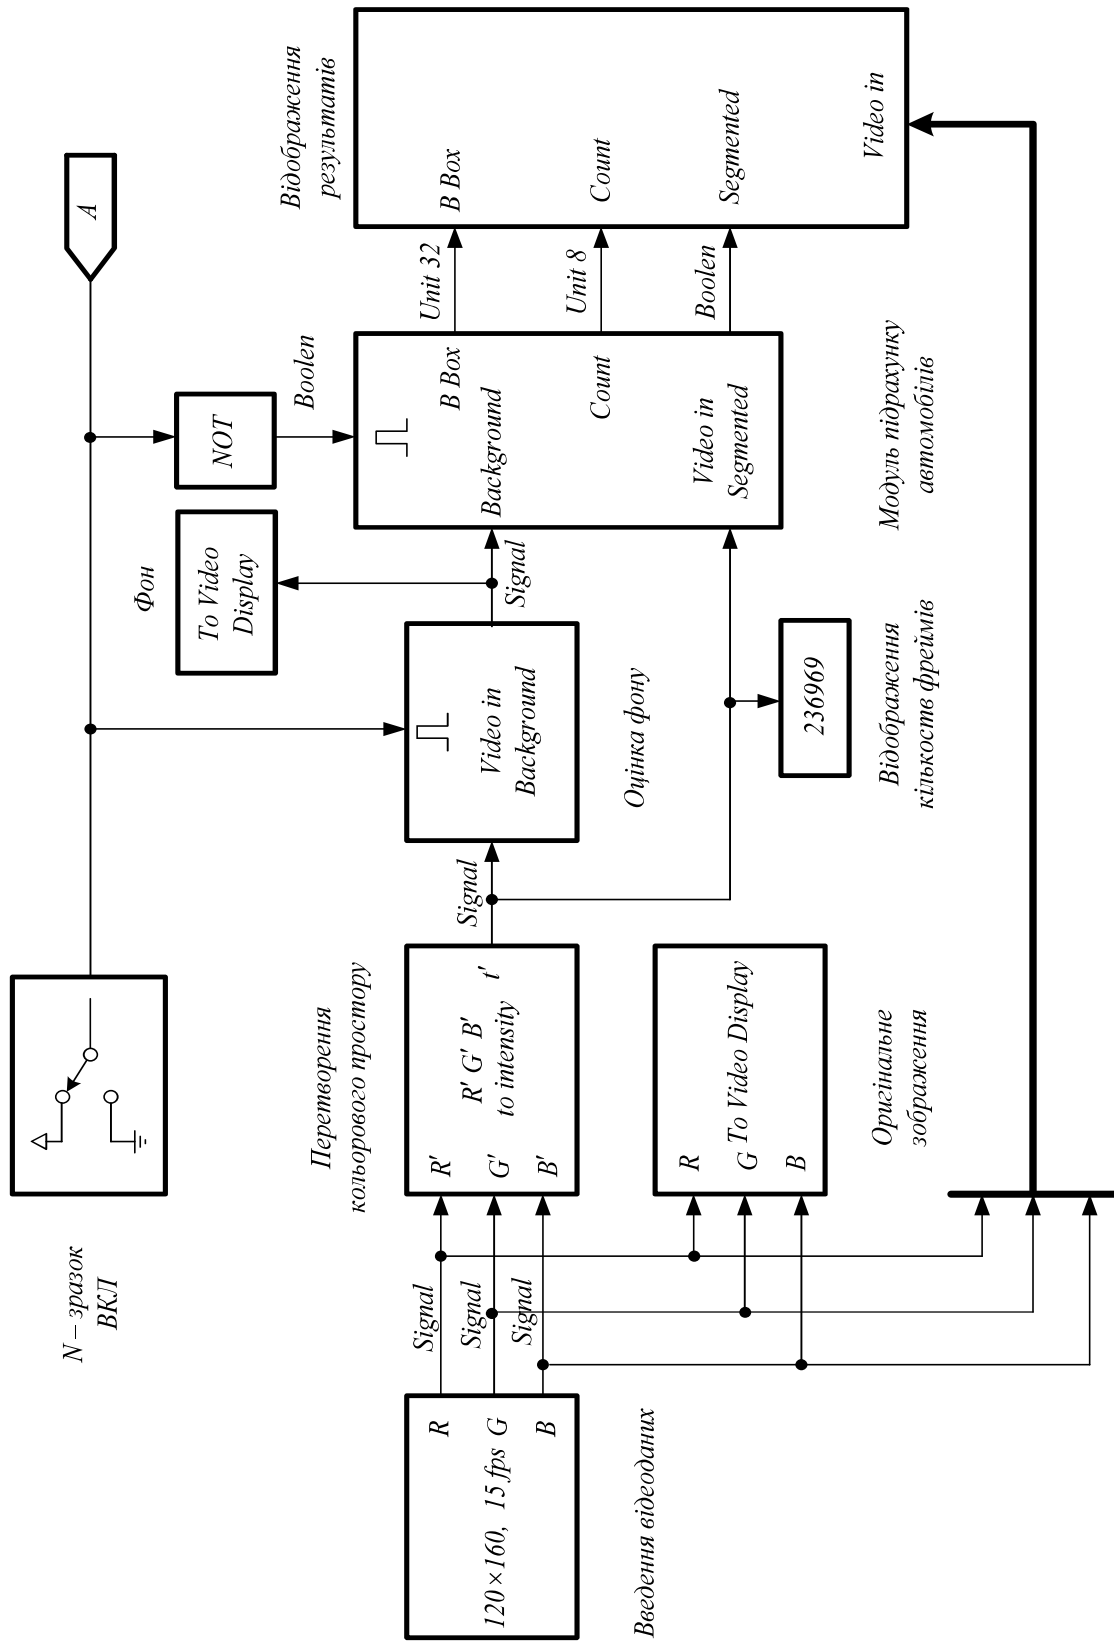 N – зразок
ВКЛ
A
NOT
Boolen
Фон
To Video
Display
Введення відеоданих
120×160, 15 fps
R
G
B
Signal
Signal
Signal
Перетворення
кольорового простору
R'
G'
B'
R' G' B'
to intensity
t'
Signal
R
G
B
To Video Display
Оригінальне
зображення
Video in
Background
Оцінка фону
Signal
236969
Відображення
кількоств фреймів
Background
Video in
Segmented
B Box
Count
Модуль підрахунку
автомобілів
Unit 32
Unit 8
Boolen
Відображення
результатів
B Box
Count
Segmented
Video in